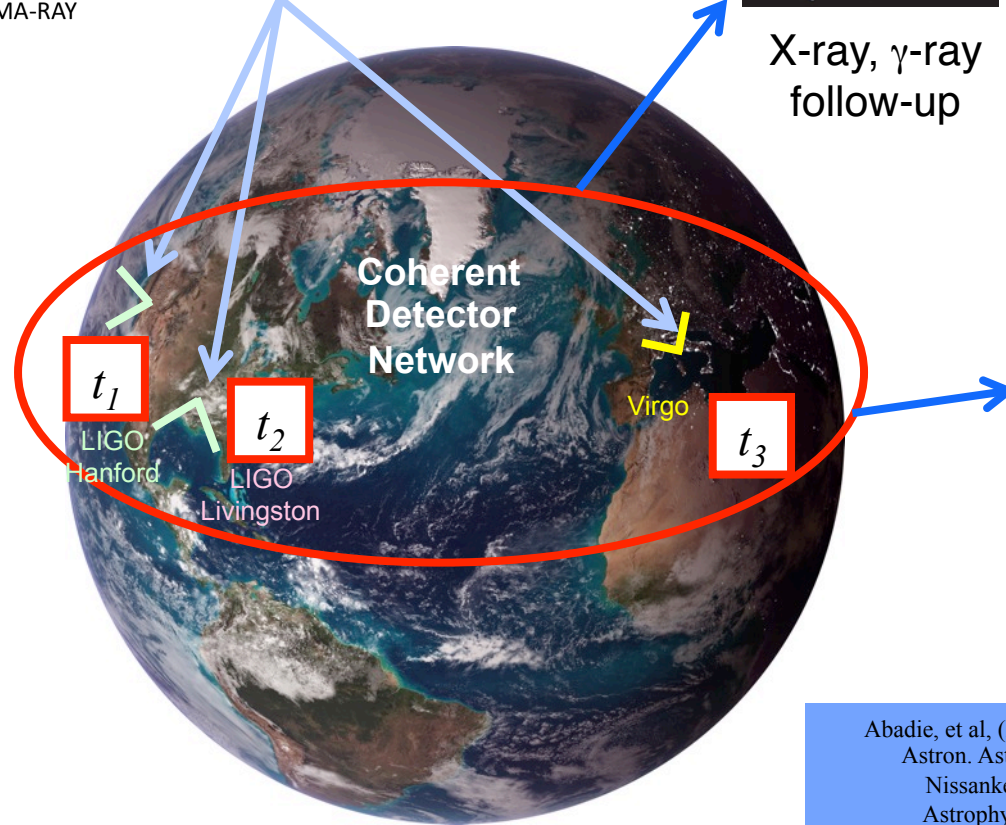 MA-RAY
X-ray, γ-ray
follow-up
Coherent
Detector
Network
t1
LIGO
Hanford
t2
LIGO
Livingston
Virgo
t3
Abadie, et al, (
Astron. Ast
Nissank
Astrophy